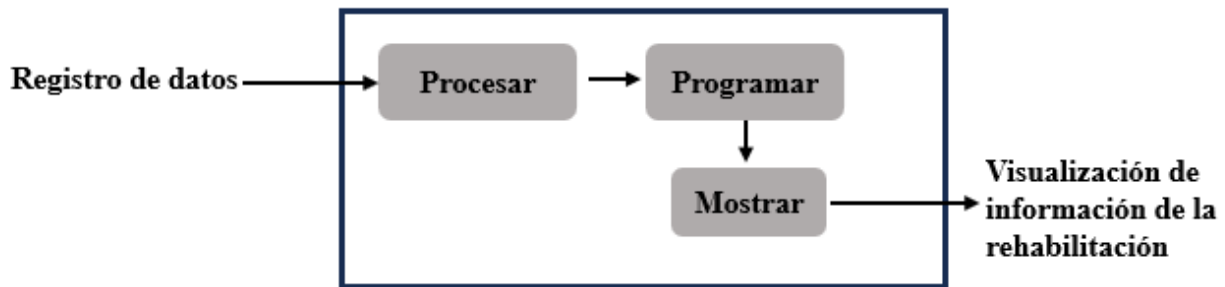 Registro de datos
Procesar
Programar
Mostrar
Visualización de
información de la
rehabilitación